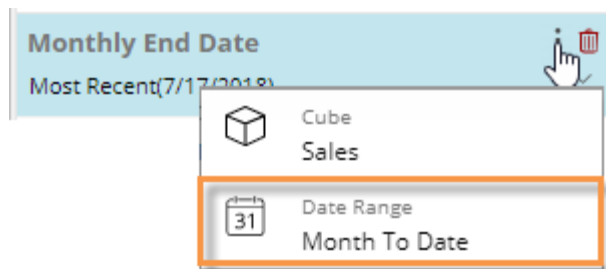 Monthly End Date
Most Recent(7/17/2018)
Cube
Sales
31
Date Range
Month To Date